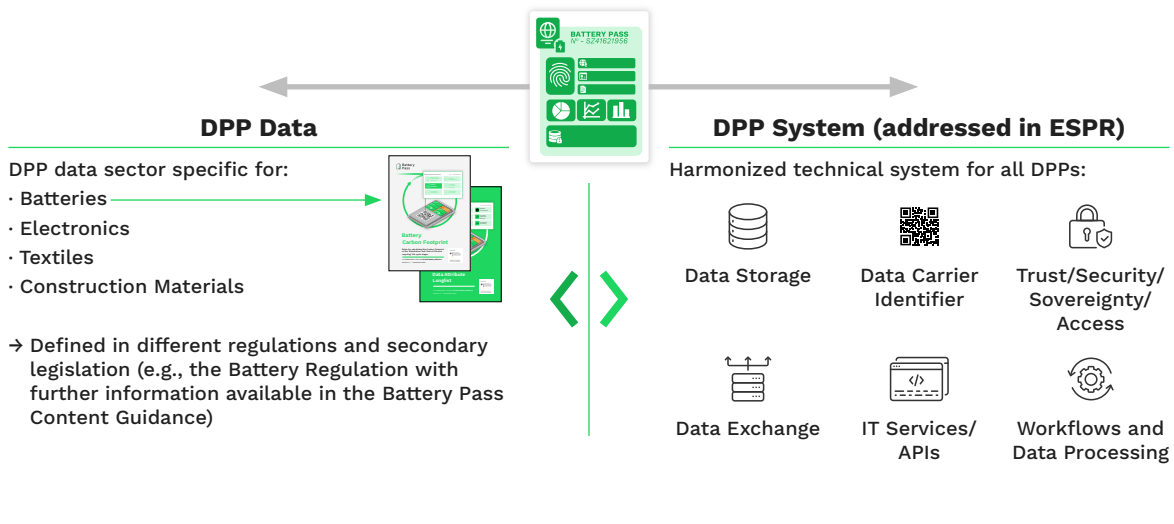 BATTERY PASS
Nº – SZ41621956
DPP Data
DPP data sector specific for:
· Batteries
· Electronics
· Textiles
· Construction Materials
Battery
Pass
Battery
Carbon Footprint
Data Attribute
Longlist
→ Defined in different regulations and secondary
legislation (e.g., the Battery Regulation with
further information available in the Battery Pass
Content Guidance)
DPP System (addressed in ESPR)
Harmonized technical system for all DPPs:
Data Storage
Data Carrier
Identifier
Trust/Security/
Sovereignty/
Access
Data Exchange
IT Services/
APIs
Workflows and
Data Processing